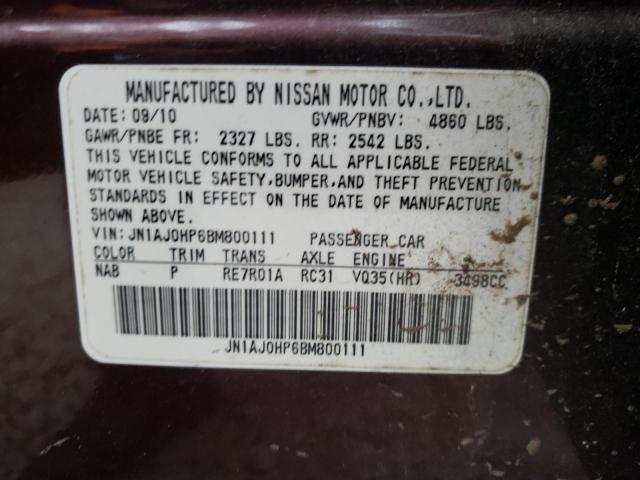 MANUFACTURED BY NISSAN MOTOR CO.,LTD.
DATE: 09/10 GVWR/PNBV: 4860 LBS.
GAWR/PNBE FR: 2327 LBS. RR: 2542 LBS.
THIS VEHICLE CONFORMS TO ALL APPLICABLE FEDERAL
MOTOR VEHICLE SAFETY,BUMPER,AND THEFT PREVENTION
STANDARDS IN EFFECT ON THE DATE OF MANUFACTURE
SHOWN ABOVE.
VIN: JN1AJ0HP6BM800111 PASSENGER CAR
COLOR TRIM TRANS AXLE ENGINE
NAB P RE7R01A RC31 VQ35(HR) 3498CC
JN1AJ0HP6BM800111